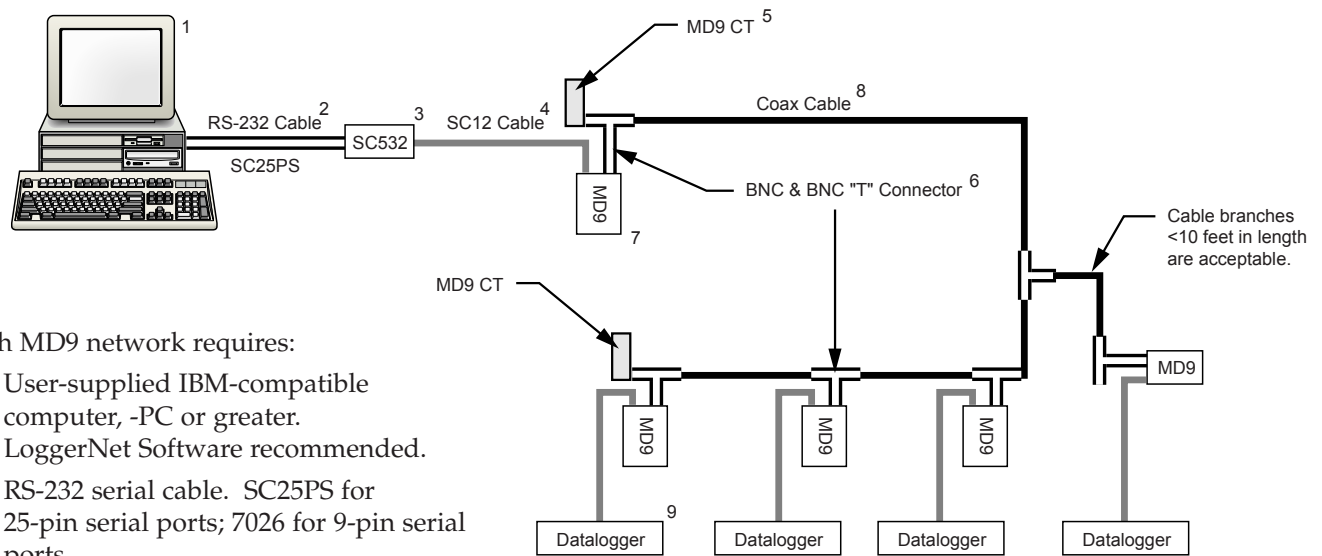 1
MD9 CT 5
RS-232 Cable 2
3
SC12 Cable 4
Coax Cable 8
SC532
SC25PS
BNC & BNC "T" Connector 6
MD9
7
Cable branches
<10 feet in length
are acceptable.
MD9 CT
MD9
MD9
MD9
MD9
9
Datalogger
Datalogger
Datalogger
Datalogger
MD9 network requires:
User-supplied IBM-compatible
computer, -PC or greater.
LoggerNet Software recommended.
RS-232 serial cable. SC25PS for
25-pin serial ports; 7026 for 9-pin serial